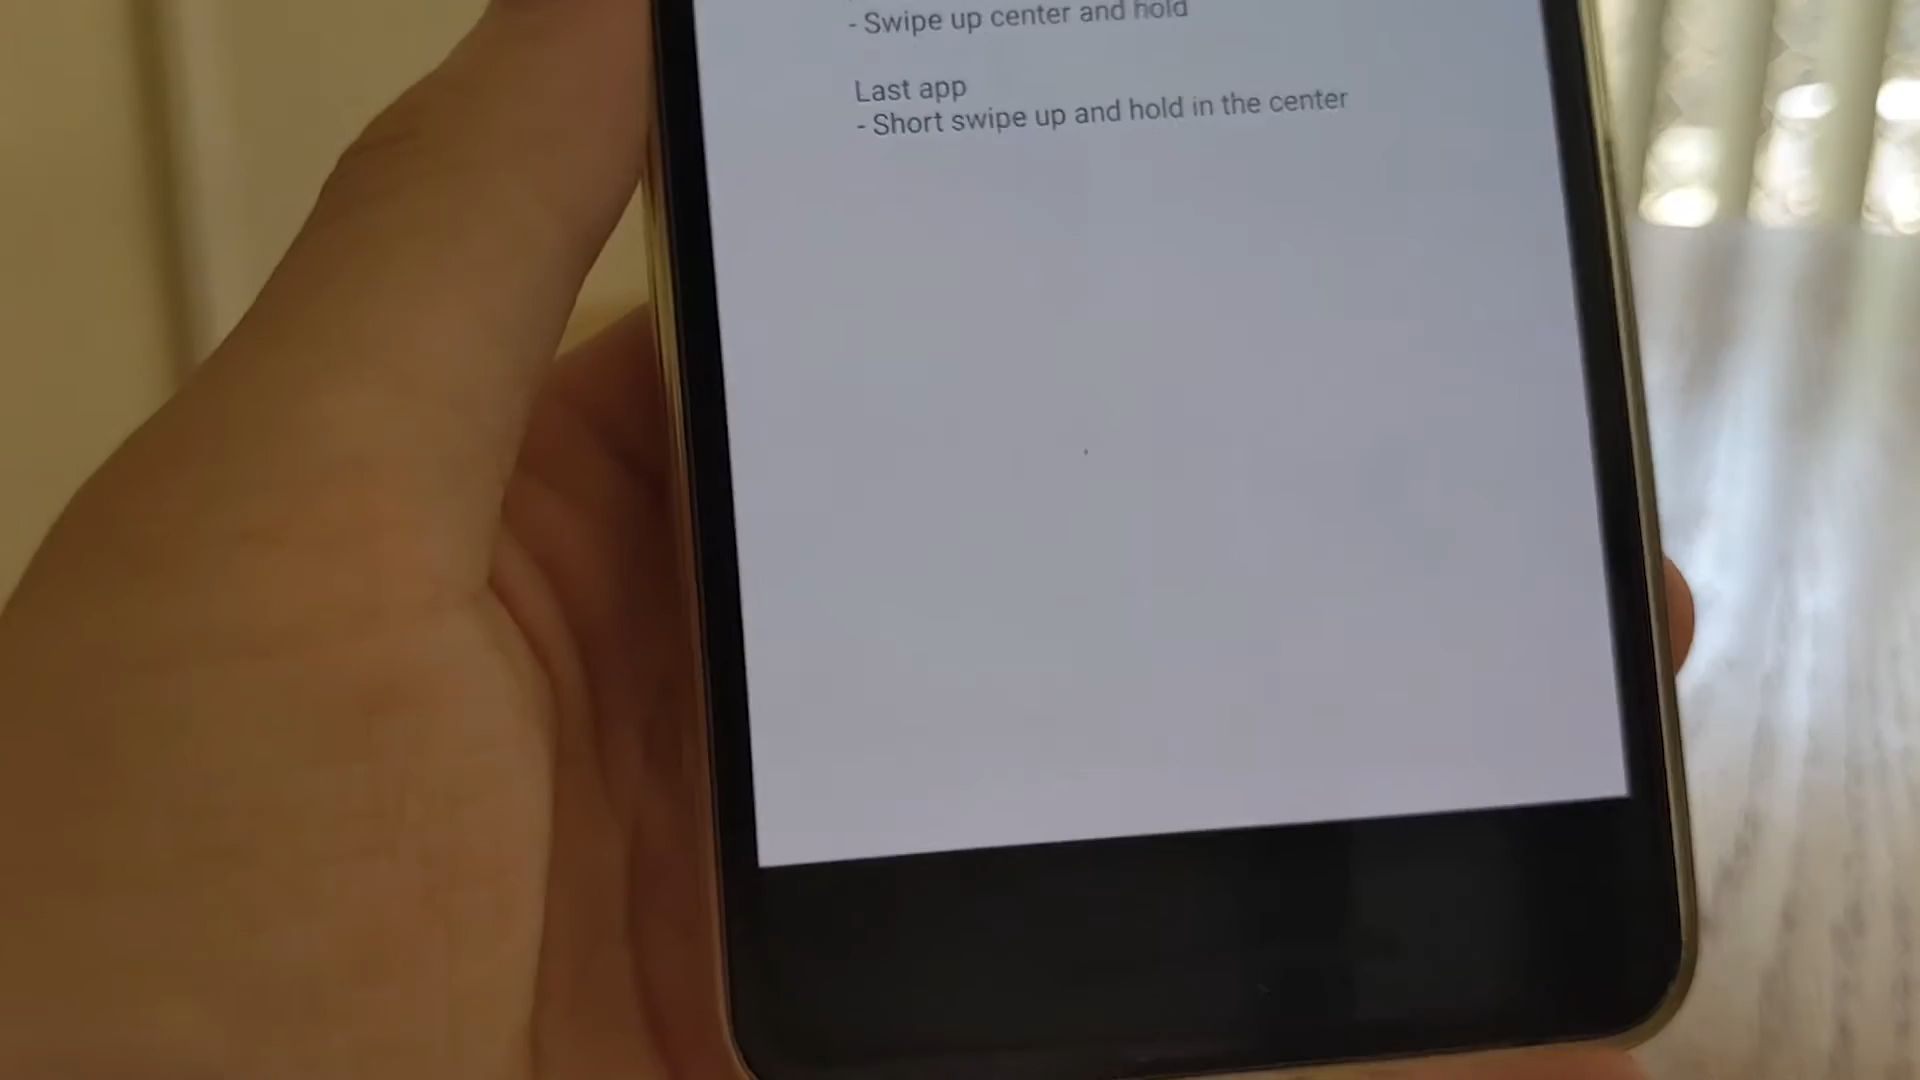 - Swipe up center and hold
Last app
- Short swipe up and hold in the center